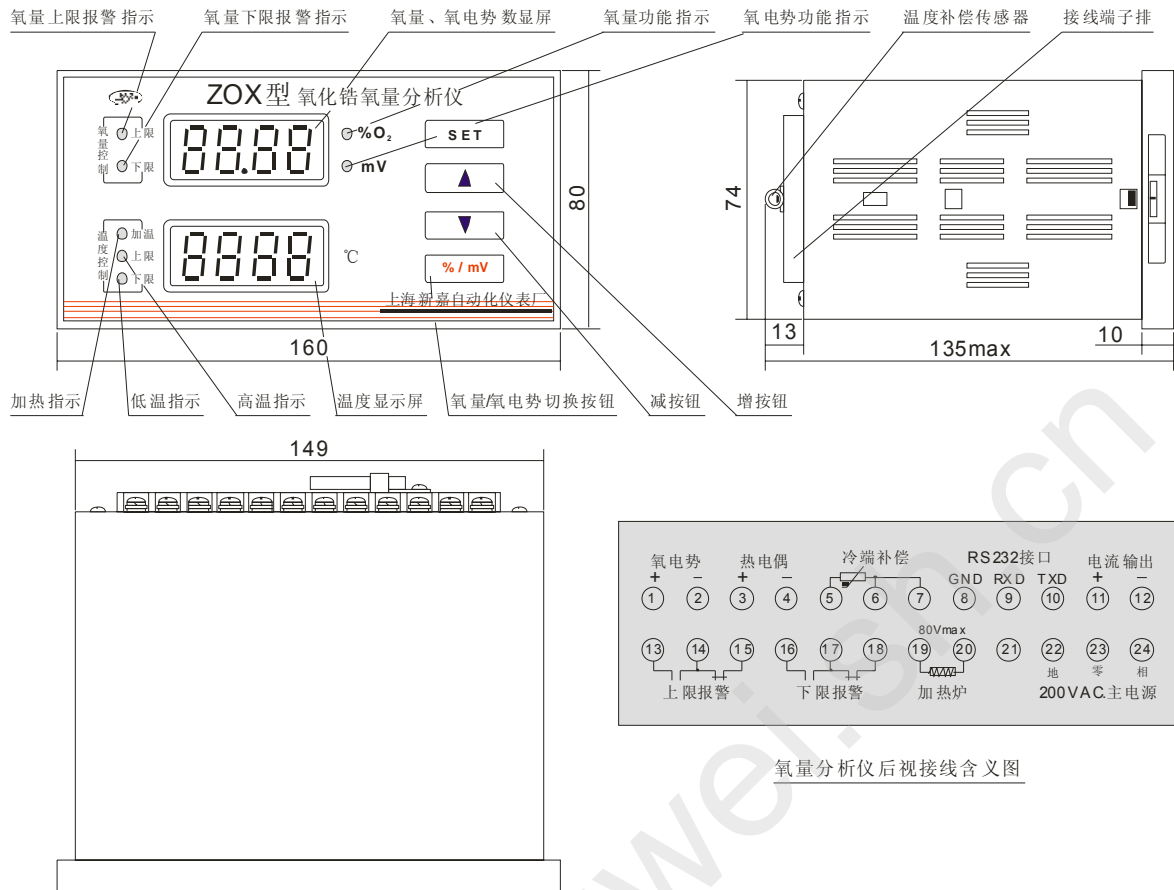 氧量上限报警指示 氧量下限报警指示 氧量、氧电势数显屏 氧量功能指示 氧电势功能指示 温度补偿传感器 接线端子排
ZOX型 氧化锆氧量分析仪
氧量控制
上限
下限
88.88
%O₂
mV
SET
▲
▼
% / mV
温度控制
加温
上限
下限
8888
℃
上海新嘉自动化仪表厂
80
160
74
13
135max
10
加热指示 低温指示 高温指示 温度显示屏 氧量/氧电势切换按钮 减按钮 增按钮
149
氧电势 热电偶 冷端补偿 RS232接口 电流输出
+ − + − GND RXD TXD + −
1 2 3 4 5 6 7 8 9 10 11 12
80Vmax
13 14 15 16 17 18 19 20 21 22 23 24
地 零 相
上限报警 下限报警 加热炉 200VAC.主电源
氧量分析仪后视接线含义图
wei.sh.cn